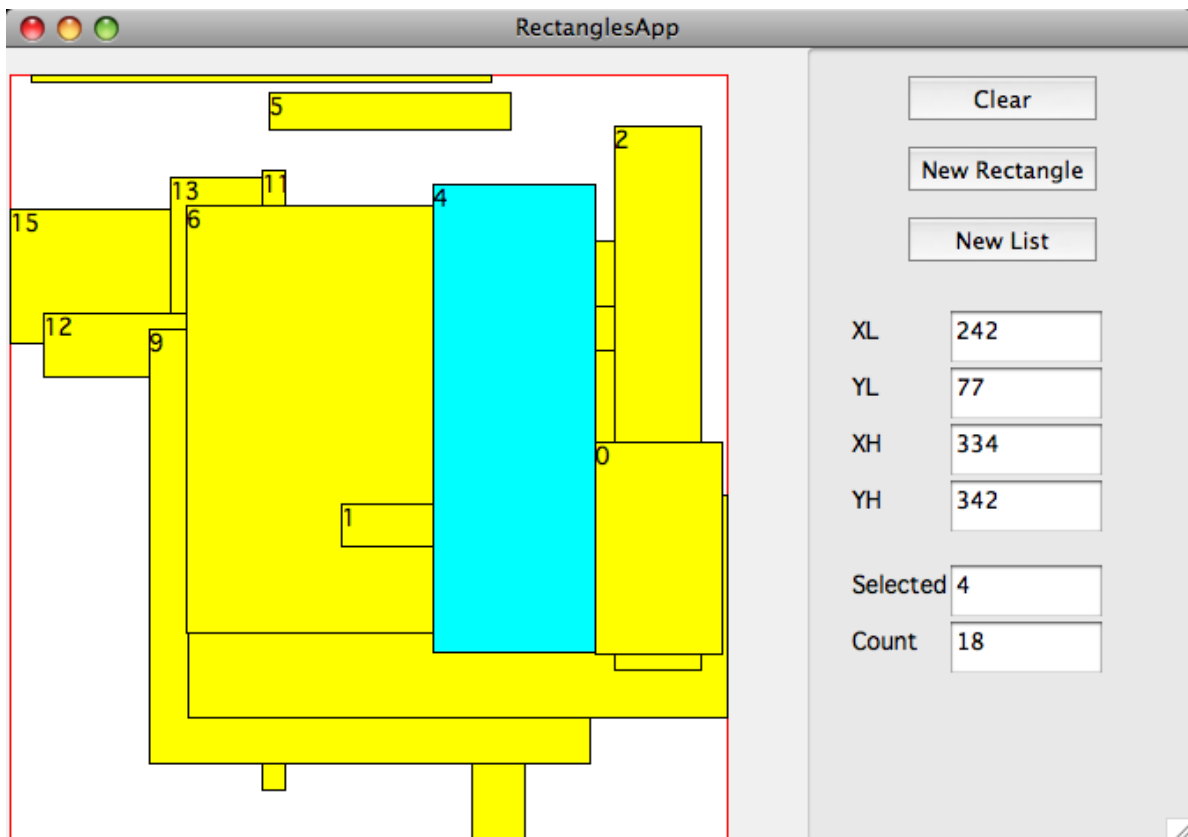 RectanglesApp
5
2
13
11
4
6
15
12
9
0
1
Clear
New Rectangle
New List
XL 242
YL 77
XH 334
YH 342
Selected 4
Count 18